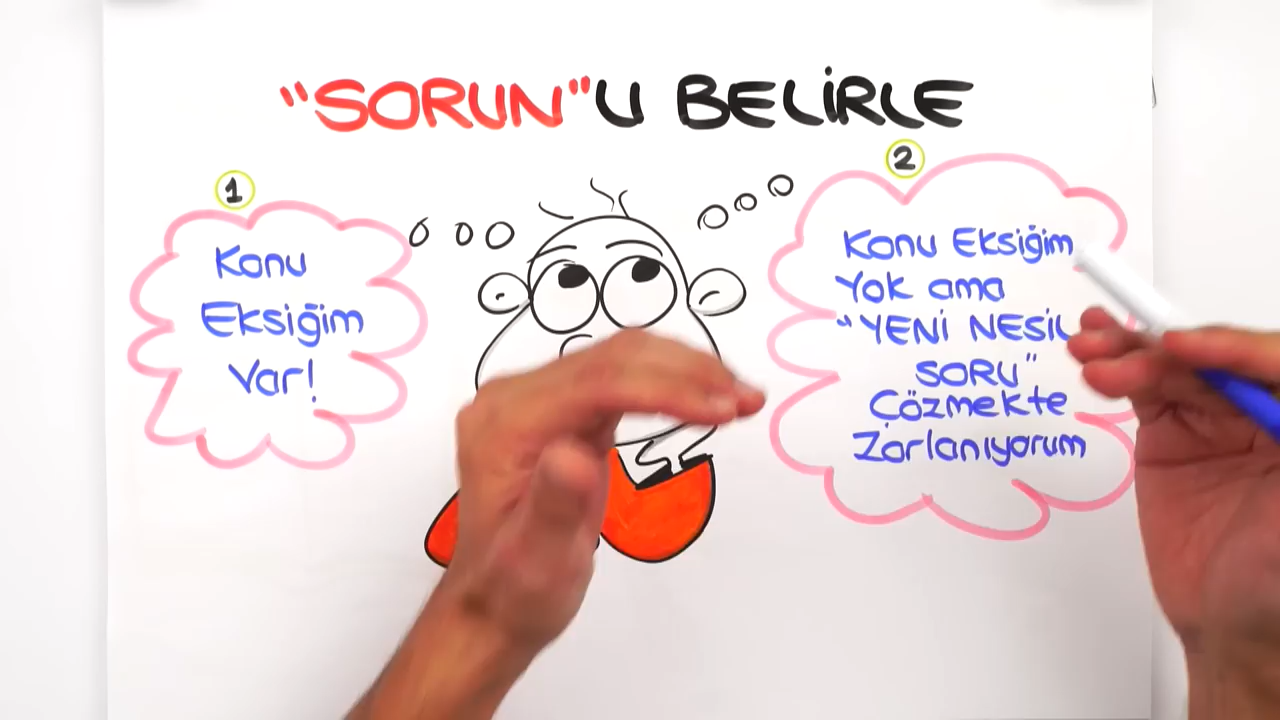 "SORUN"U BELİRLE
1
Konu
Eksiğim
Var!
2
Konu Eksiğim
Yok ama
"YENİ NESİL
SORU"
Çözmekte
Zorlanıyorum